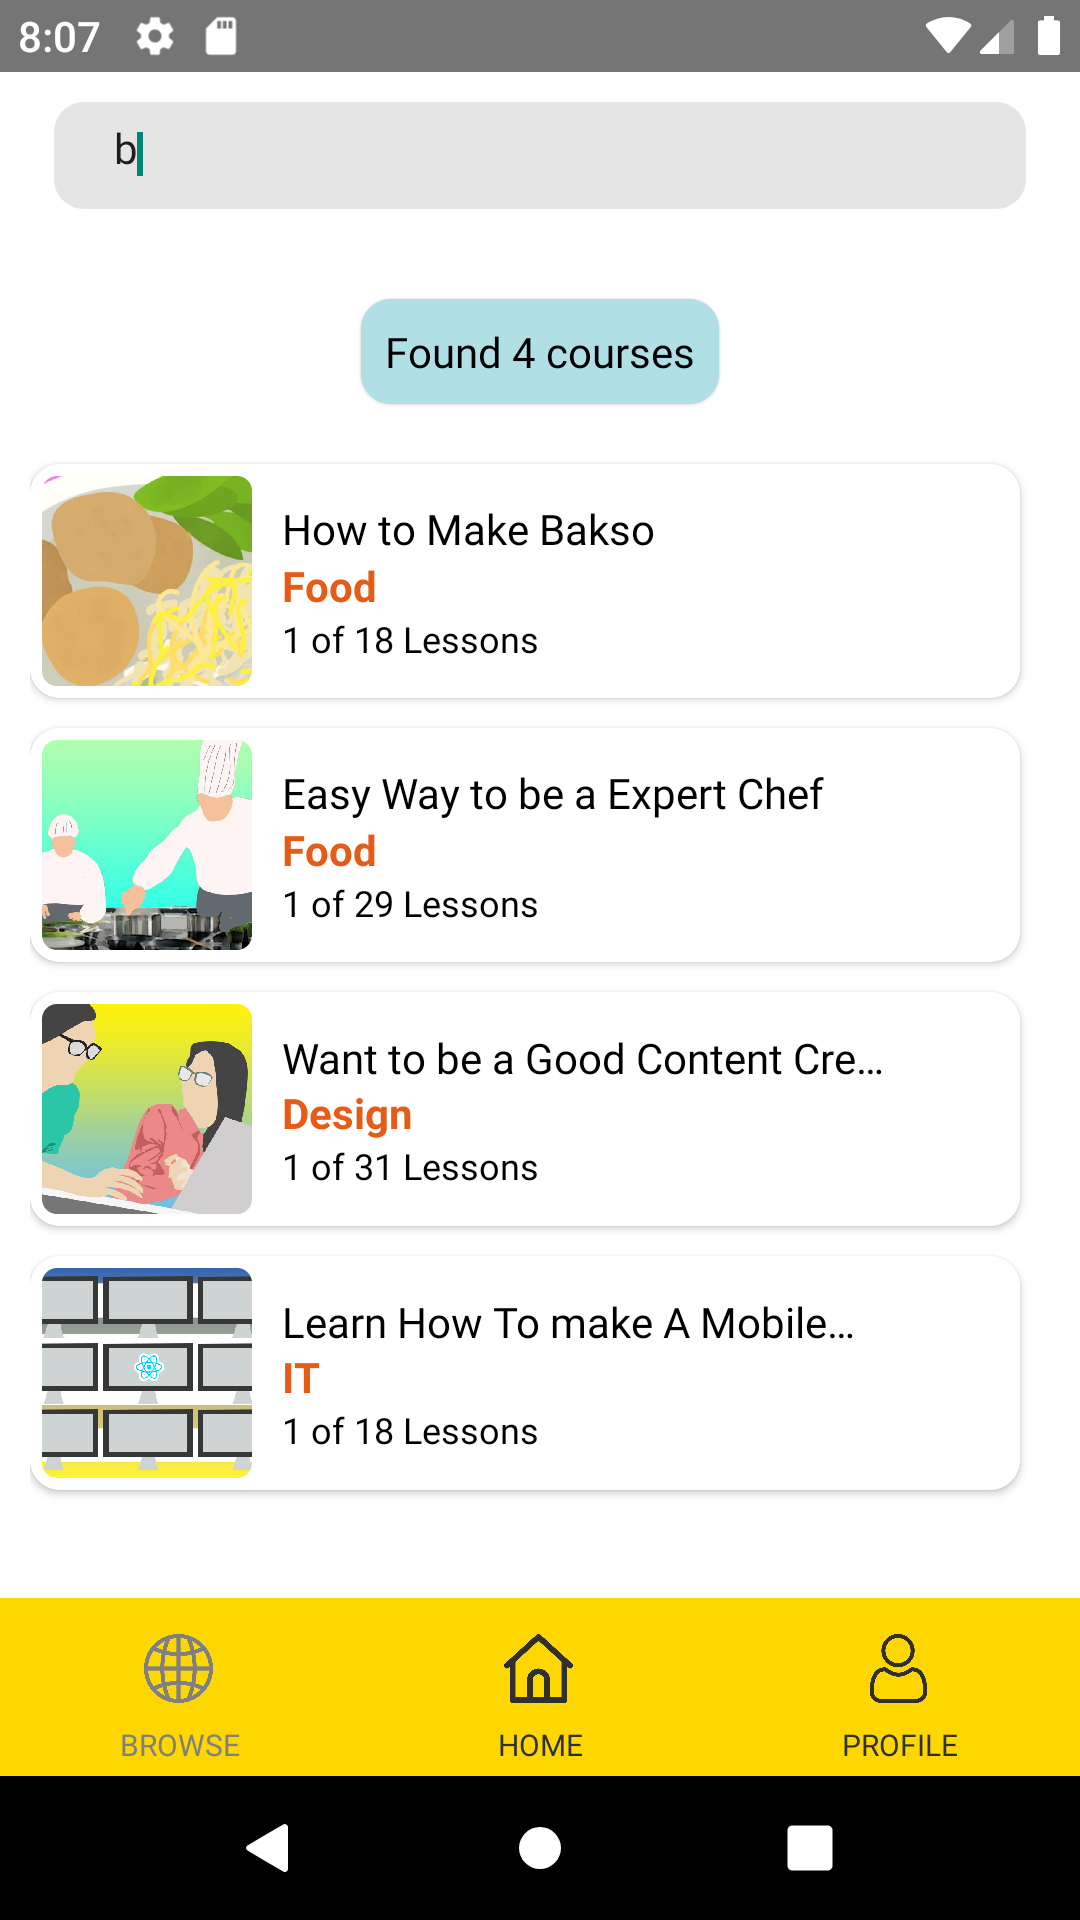 8:07
b
Found 4 courses
How to Make Bakso
Food
1 of 18 Lessons
Easy Way to be a Expert Chef
Food
1 of 29 Lessons
Want to be a Good Content Cre...
Design
1 of 31 Lessons
Learn How To make A Mobile...
IT
1 of 18 Lessons
BROWSE
HOME
PROFILE